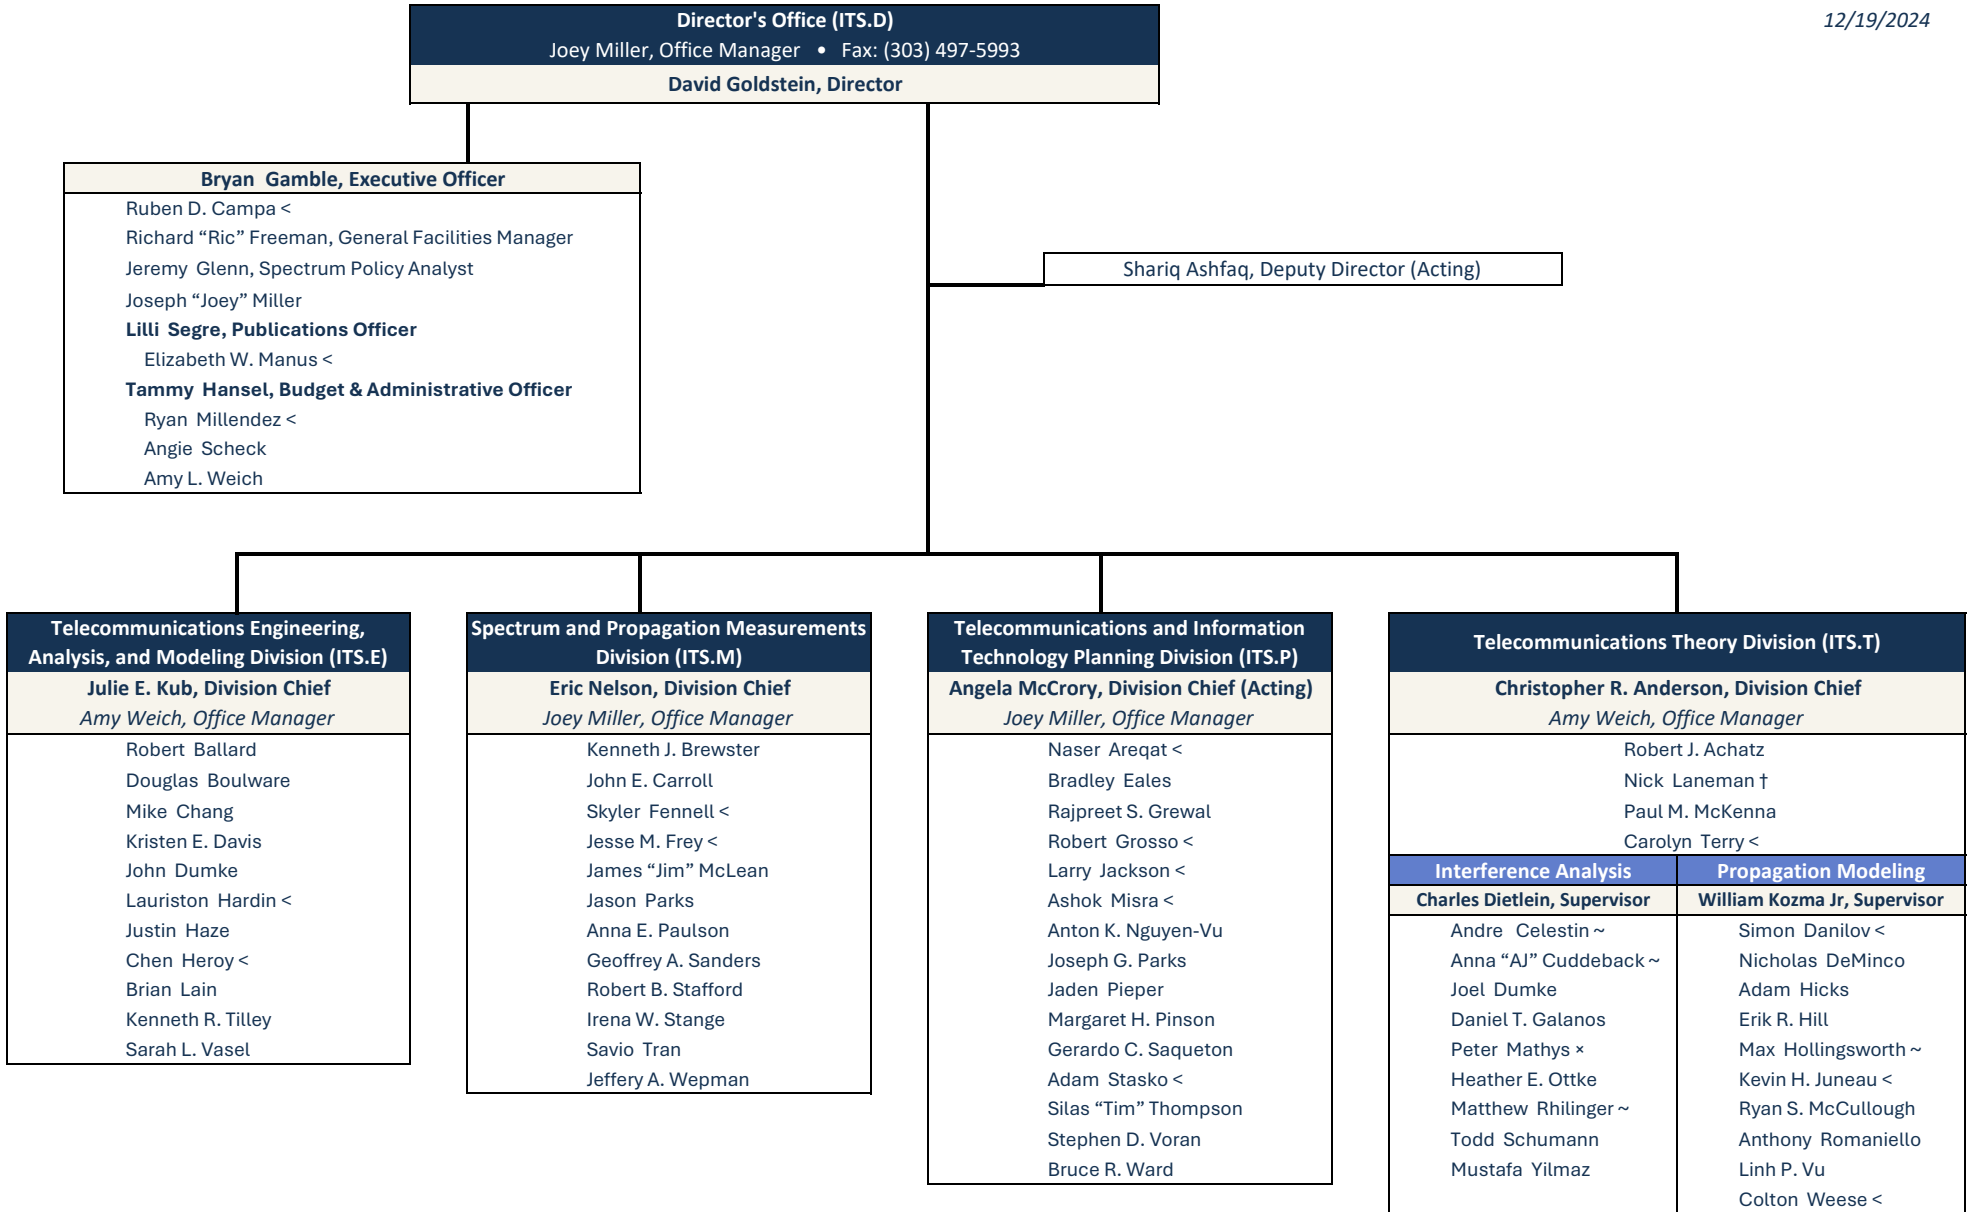 Director's Office (ITS.D)
12/19/2024
Joey Miller, Office Manager • Fax: (303) 497-5993
David Goldstein, Director
Bryan Gamble, Executive Officer
Ruben D. Campa <
Richard “Ric” Freeman, General Facilities Manager
Jeremy Glenn, Spectrum Policy Analyst
Joseph “Joey” Miller
Lilli Segre, Publications Officer
Elizabeth W. Manus <
Tammy Hansel, Budget & Administrative Officer
Ryan Millendez <
Angie Scheck
Amy L. Weich
Shariq Ashfaq, Deputy Director (Acting)
Telecommunications Engineering,
Analysis, and Modeling Division (ITS.E)
Julie E. Kub, Division Chief
Amy Weich, Office Manager
Robert Ballard
Douglas Boulware
Mike Chang
Kristen E. Davis
John Dumke
Lauriston Hardin <
Justin Haze
Chen Heroy <
Brian Lain
Kenneth R. Tilley
Sarah L. Vasel
Spectrum and Propagation Measurements
Division (ITS.M)
Eric Nelson, Division Chief
Joey Miller, Office Manager
Kenneth J. Brewster
John E. Carroll
Skyler Fennell <
Jesse M. Frey <
James “Jim” McLean
Jason Parks
Anna E. Paulson
Geoffrey A. Sanders
Robert B. Stafford
Irena W. Stange
Savio Tran
Jeffery A. Wepman
Telecommunications and Information
Technology Planning Division (ITS.P)
Angela McCrory, Division Chief (Acting)
Joey Miller, Office Manager
Naser Areqat <
Bradley Eales
Rajpreet S. Grewal
Robert Grosso <
Larry Jackson <
Ashok Misra <
Anton K. Nguyen-Vu
Joseph G. Parks
Jaden Pieper
Margaret H. Pinson
Gerardo C. Saqueton
Adam Stasko <
Silas “Tim” Thompson
Stephen D. Voran
Bruce R. Ward
Telecommunications Theory Division (ITS.T)
Christopher R. Anderson, Division Chief
Amy Weich, Office Manager
Robert J. Achatz
Nick Laneman †
Paul M. McKenna
Carolyn Terry <
Interference Analysis
Charles Dietlein, Supervisor
Andre Celestin ~
Anna “AJ” Cuddeback ~
Joel Dumke
Daniel T. Galanos
Peter Mathys ×
Heather E. Ottke
Matthew Rhilinger ~
Todd Schumann
Mustafa Yilmaz
Propagation Modeling
William Kozma Jr, Supervisor
Simon Danilov <
Nicholas DeMinco
Adam Hicks
Erik R. Hill
Max Hollingsworth ~
Kevin H. Juneau <
Ryan S. McCullough
Anthony Romaniello
Linh P. Vu
Colton Weese <